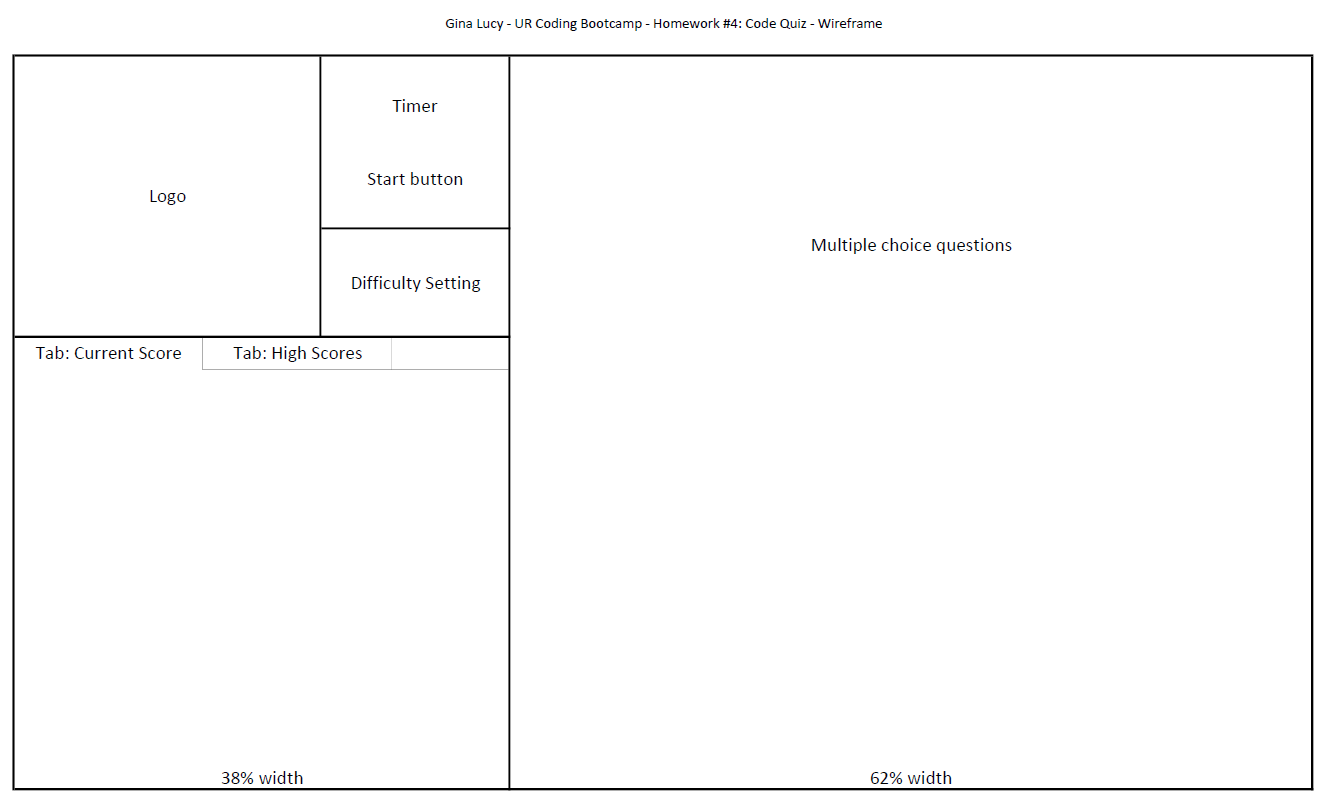 Gina Lucy - UR Coding Bootcamp - Homework #4: Code Quiz - Wireframe
Logo
Timer
Start button
Difficulty Setting
Multiple choice questions
Tab: Current Score
Tab: High Scores
38% width
62% width